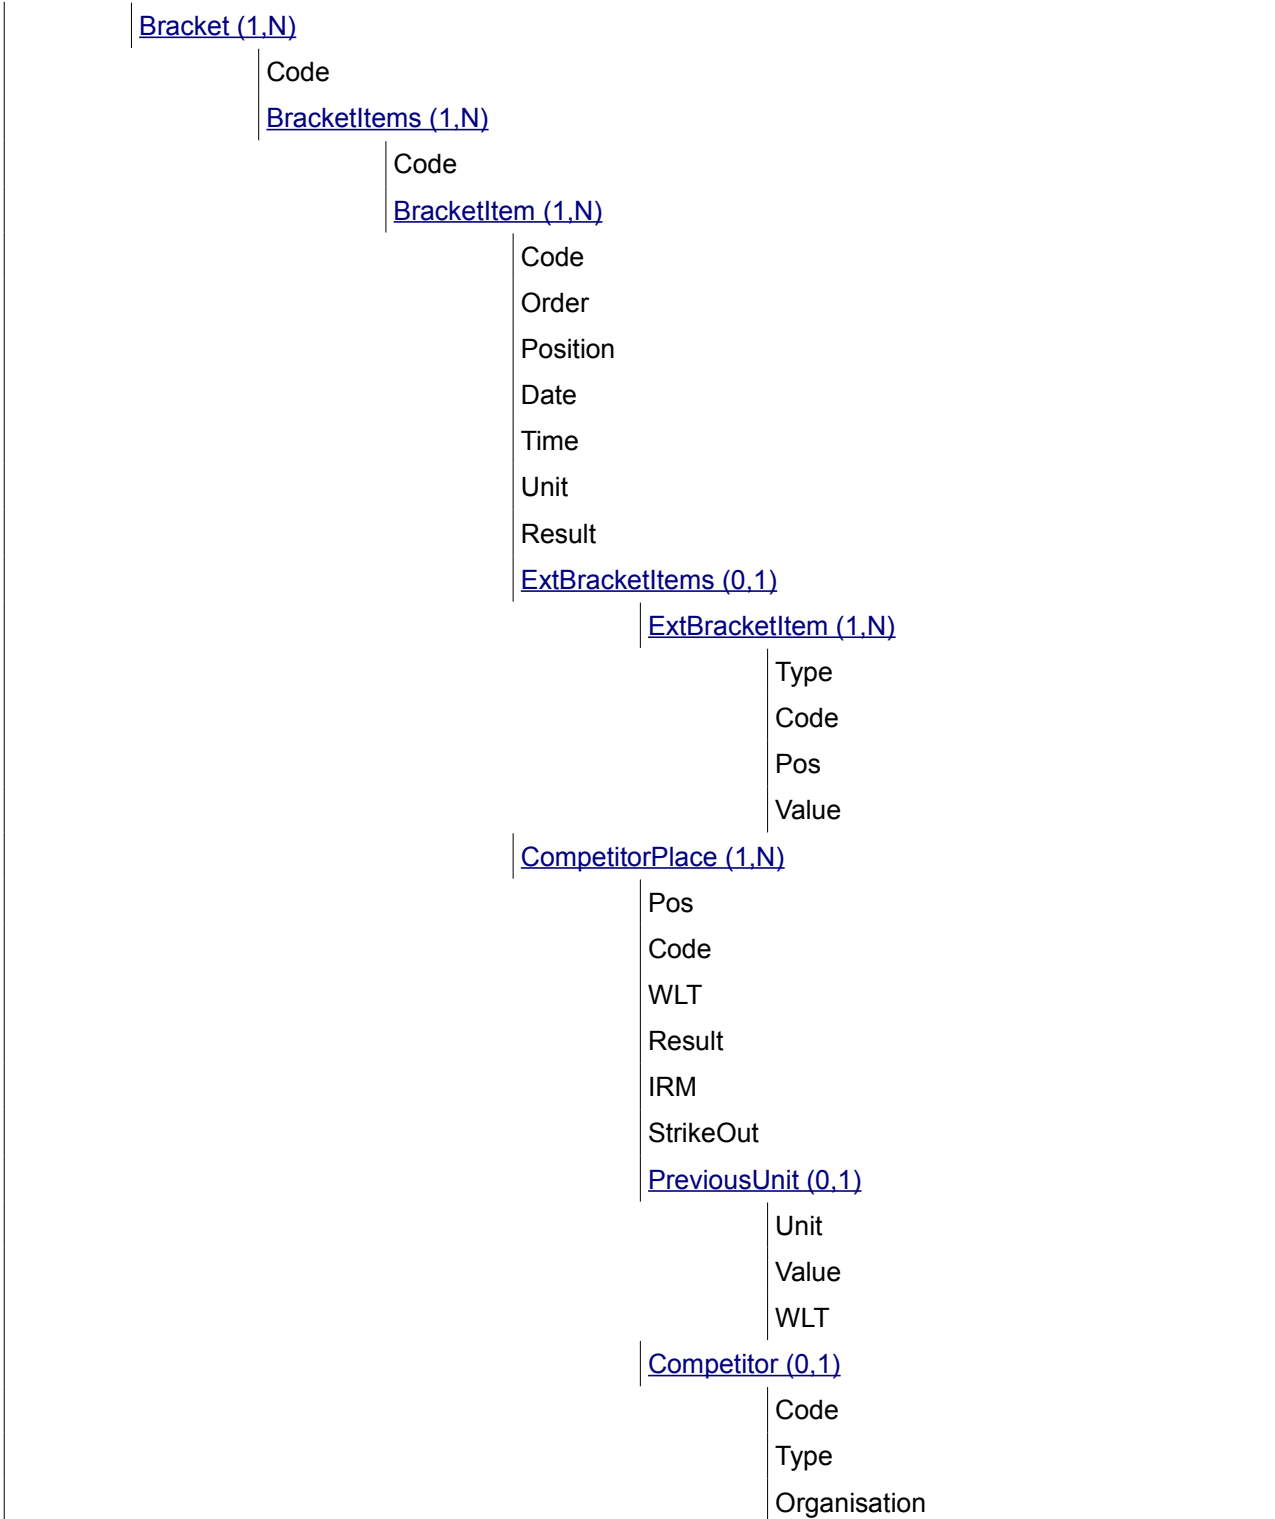 Bracket (1,N)
Code
BracketItems (1,N)
Code
BracketItem (1,N)
Code
Order
Position
Date
Time
Unit
Result
ExtBracketItems (0,1)
ExtBracketItem (1,N)
Type
Code
Pos
Value
CompetitorPlace (1,N)
Pos
Code
WLT
Result
IRM
StrikeOut
PreviousUnit (0,1)
Unit
Value
WLT
Competitor (0,1)
Code
Type
Organisation